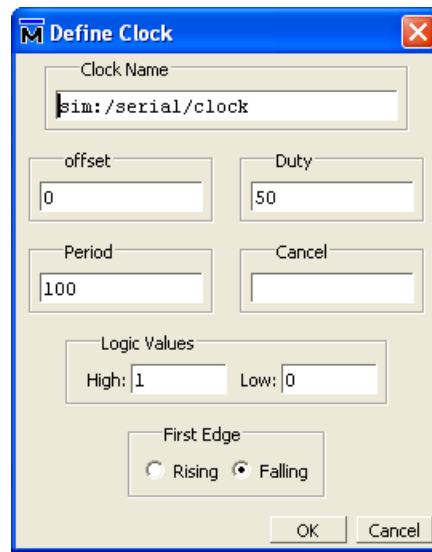 M Define Clock
Clock Name
sim:/serial/clock
offset
Duty
0
50
Period
Cancel
100
Logic Values
High: 1 Low: 0
First Edge
Rising Falling
OK Cancel